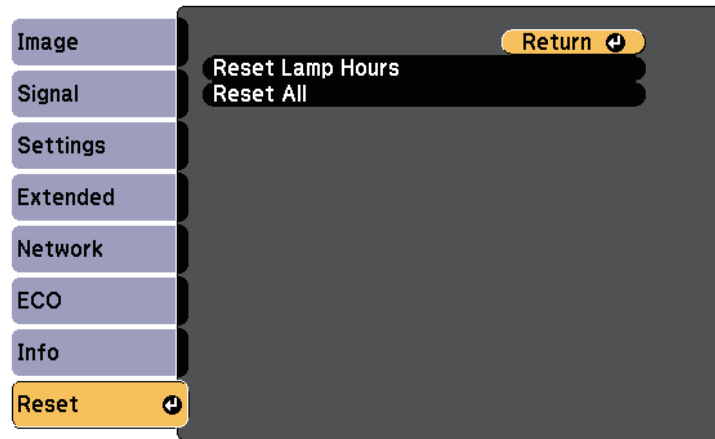 Image
Signal
Settings
Extended
Network
ECO
Info
Reset
Return
Reset Lamp Hours
Reset All